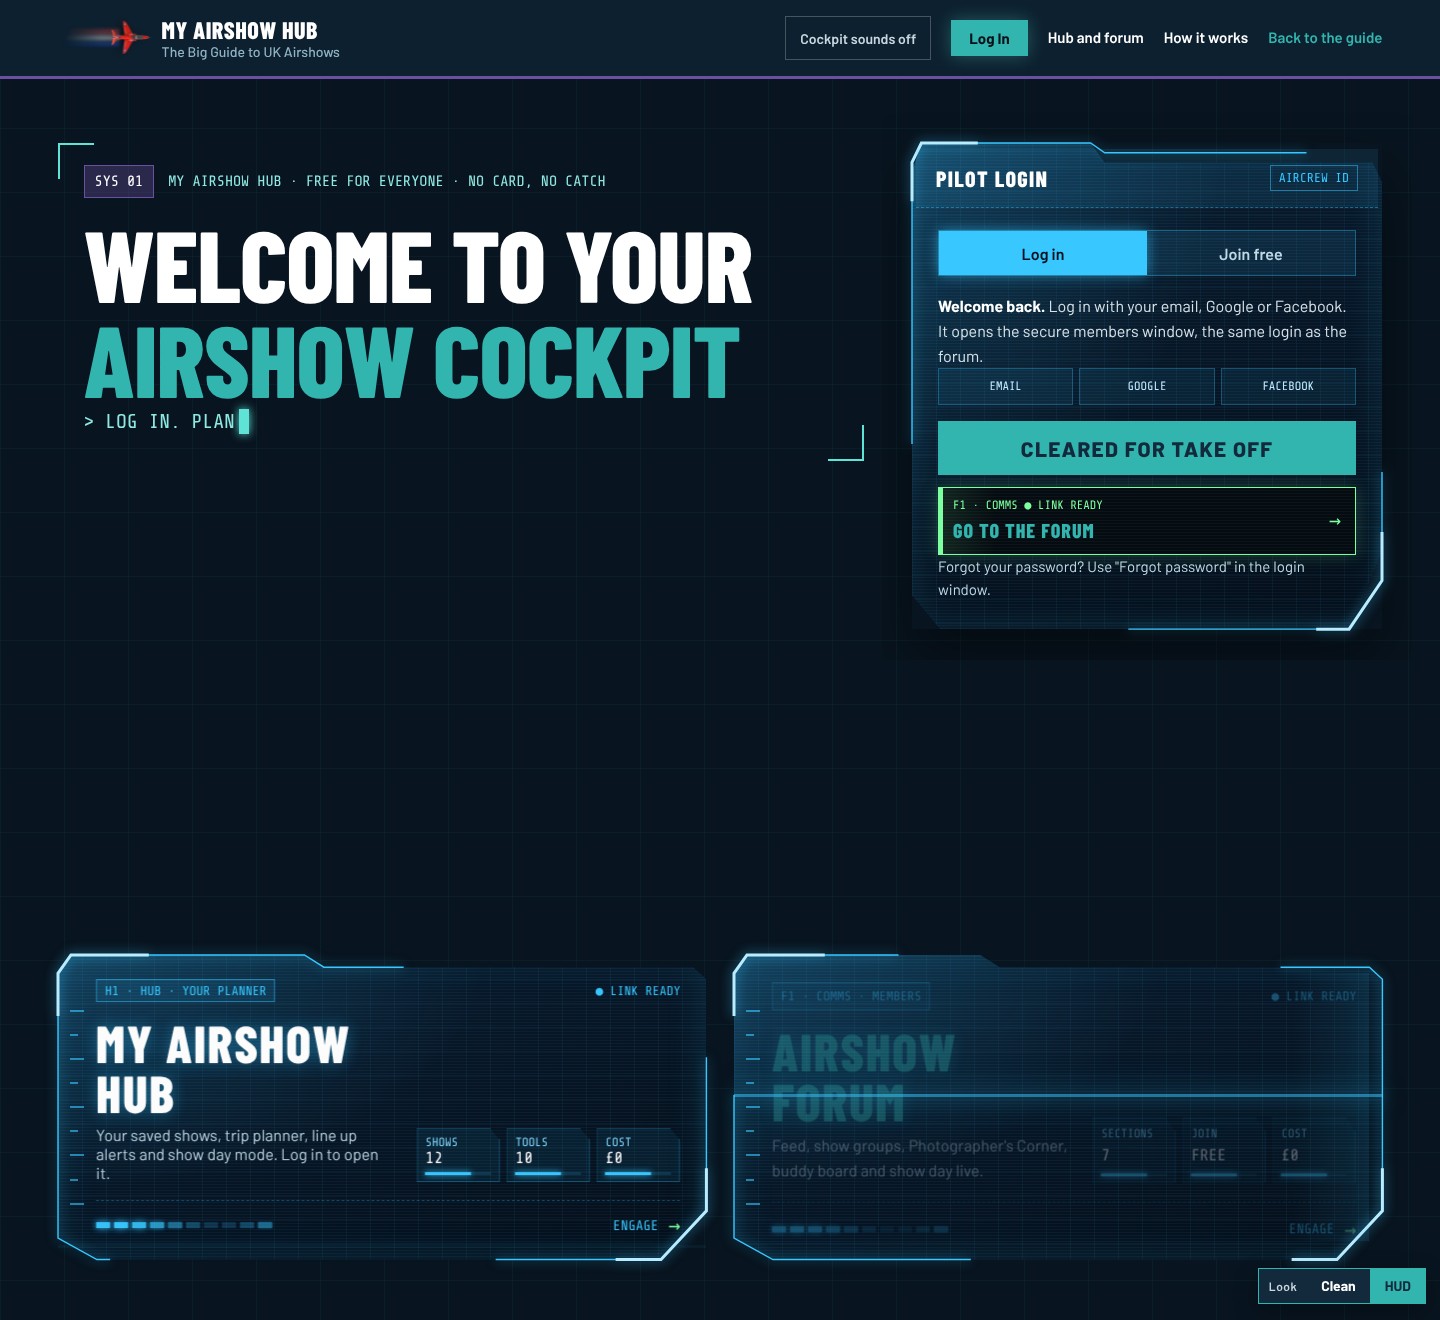 MY AIRSHOW HUB
The Big Guide to UK Airshows
Cockpit sounds off
Log In
Hub and forum
How it works
Back to the guide
SYS 01
MY AIRSHOW HUB · FREE FOR EVERYONE · NO CARD, NO CATCH
WELCOME TO YOUR
AIRSHOW COCKPIT
> LOG IN. PLAN
PILOT LOGIN
AIRCREW ID
Log in
Join free
Welcome back. Log in with your email, Google or Facebook.
It opens the secure members window, the same login as the
forum.
EMAIL
GOOGLE
FACEBOOK
CLEARED FOR TAKE OFF
F1 · COMMS ● LINK READY
GO TO THE FORUM →
Forgot your password? Use "Forgot password" in the login
window.
H1 · HUB · YOUR PLANNER
● LINK READY
MY AIRSHOW
HUB
Your saved shows, trip planner, line up
alerts and show day mode. Log in to open
it.
SHOWS
12
TOOLS
10
COST
£0
ENGAGE →
F1 · COMMS · MEMBERS
● LINK READY
AIRSHOW
FORUM
Feed, show groups, Photographer's Corner,
buddy board and show day live.
SECTIONS
7
JOIN
FREE
COST
£0
ENGAGE →
Look
Clean
HUD